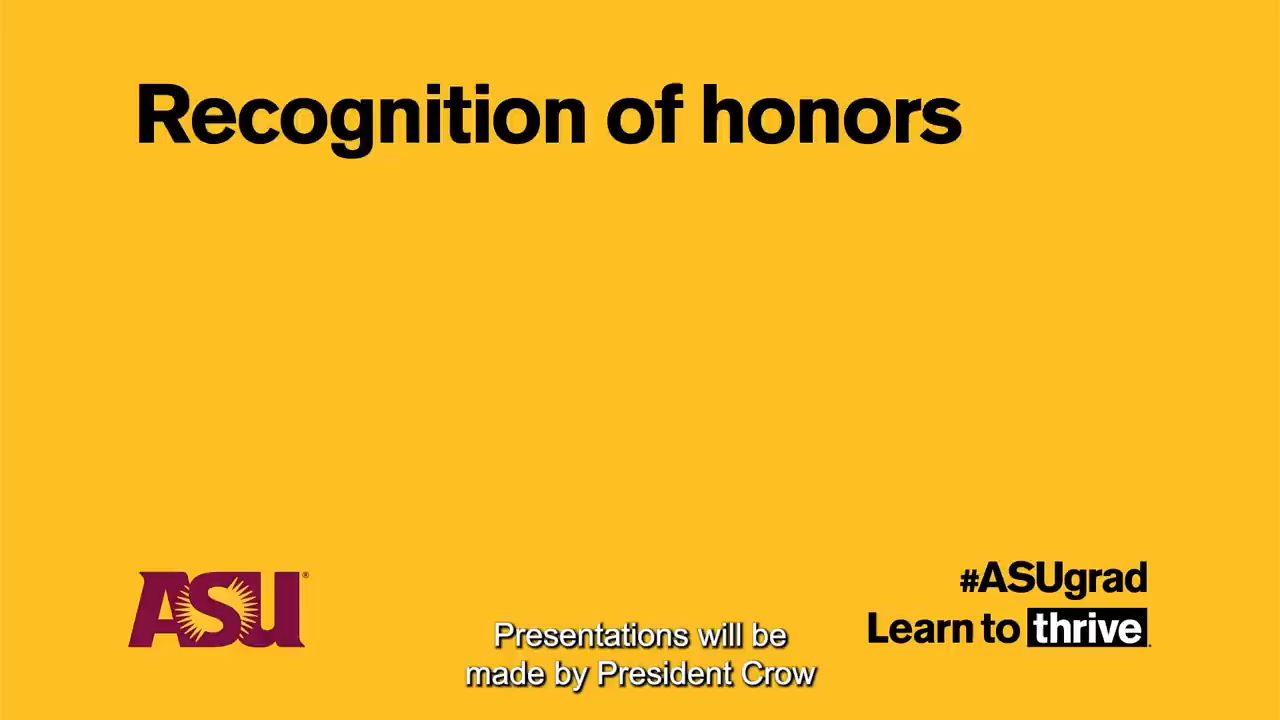 Recognition of honors
ASU®
#ASUgrad
Learn to thrive.
Presentations will be
made by President Crow